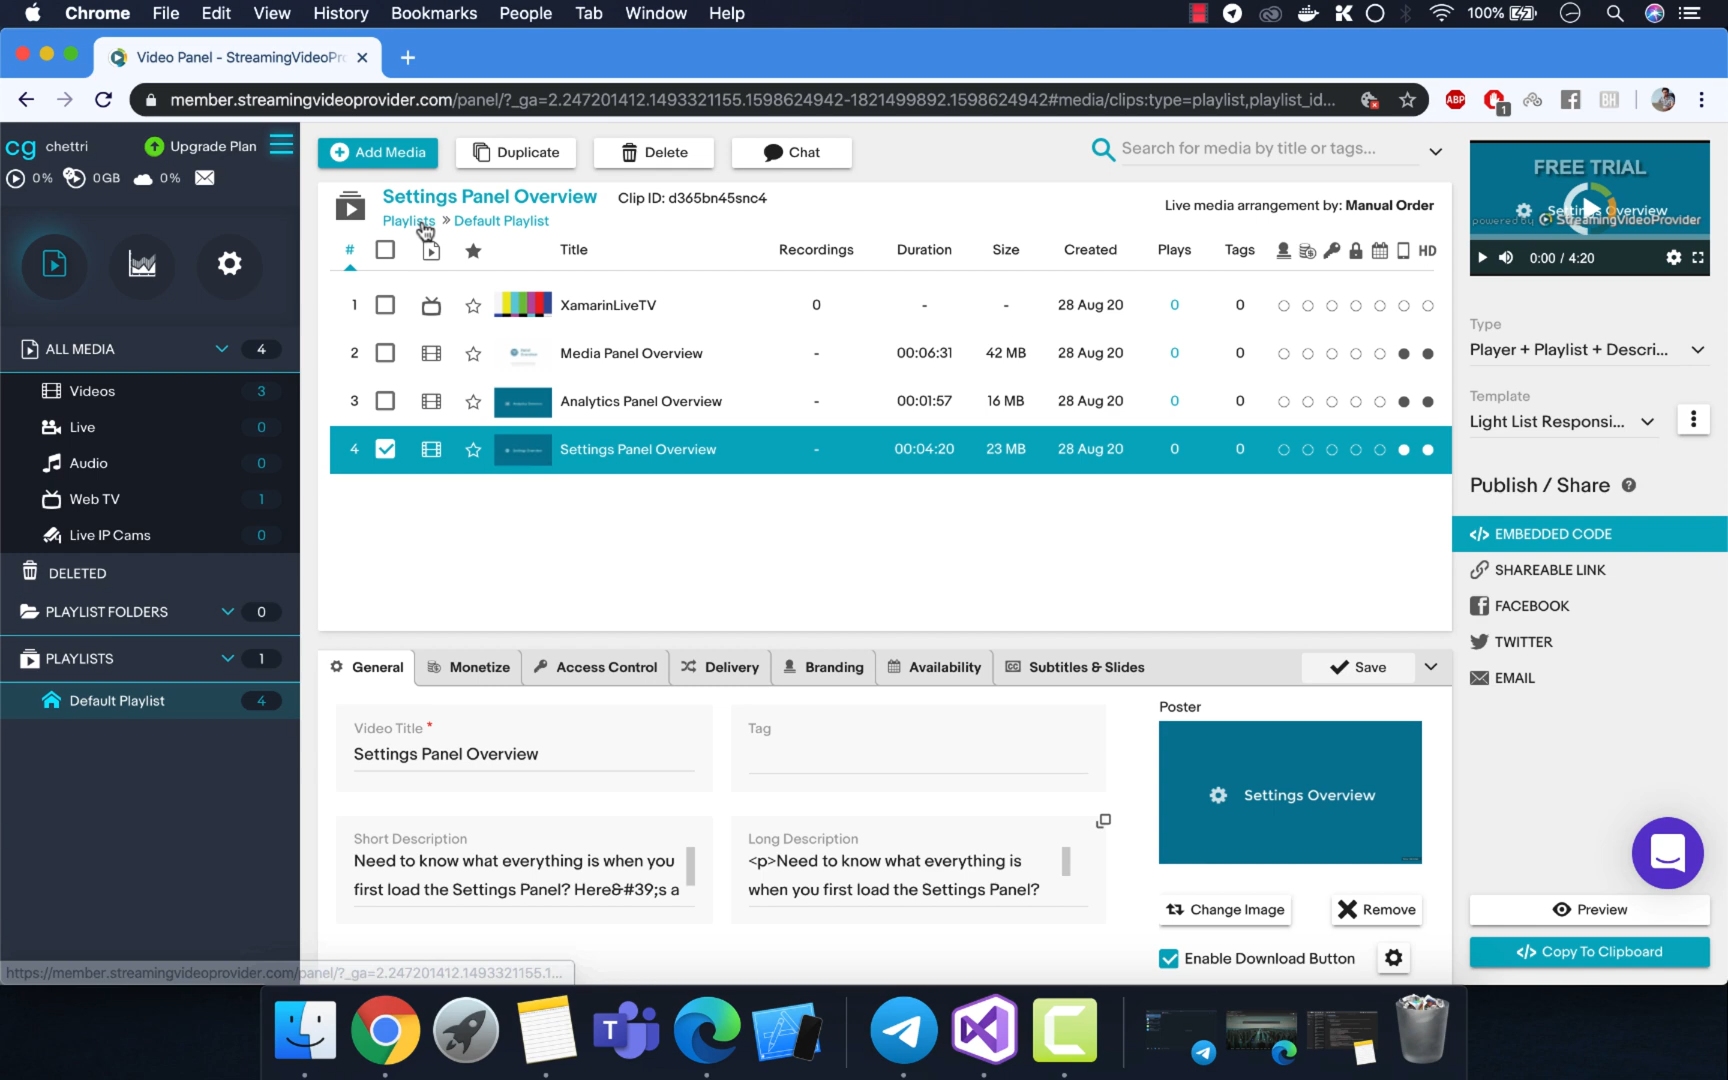 Chrome File Edit View History Bookmarks People Tab Window Help 100%
Video Panel - StreamingVideoPr
member.streamingvideoprovider.com/panel/?_ga=2.247201412.1493321155.1598624942-1821499892.1598624942#media/clips:type=playlist,playlist_id...
ABP 1 BH
cg chettri Upgrade Plan
0% 0GB 0%
ALL MEDIA 4
Videos 3
Live 0
Audio 0
Web TV 1
Live IP Cams 0
DELETED
PLAYLIST FOLDERS 0
PLAYLISTS 1
Default Playlist 4
https://member.streamingvideoprovider.com/panel/?_ga=2.247201412.1493321155.1...
Add Media Duplicate Delete Chat Search for media by title or tags...
Settings Panel Overview Clip ID: d365bn45snc4
Playlists » Default Playlist
Live media arrangement by: Manual Order
# Title Recordings Duration Size Created Plays Tags HD
1 XamarinLiveTV 0 - - 28 Aug 20 0 0
2 Media Panel Overview - 00:06:31 42 MB 28 Aug 20 0 0
3 Analytics Panel Overview - 00:01:57 16 MB 28 Aug 20 0 0
4 Settings Panel Overview - 00:04:20 23 MB 28 Aug 20 0 0
General Monetize Access Control Delivery Branding Availability Subtitles & Slides Save
Video Title *
Settings Panel Overview
Tag
Short Description
Need to know what everything is when you
first load the Settings Panel? Here&#39;s a
Long Description
<p>Need to know what everything is
when you first load the Settings Panel?
Poster
Settings Overview
Change Image Remove
Enable Download Button
FREE TRIAL
Settings Overview
powered by StreamingVideoProvider
0:00 / 4:20
Type
Player + Playlist + Descri...
Template
Light List Responsi...
Publish / Share ?
</> EMBEDDED CODE
SHAREABLE LINK
FACEBOOK
TWITTER
EMAIL
Preview
</> Copy To Clipboard